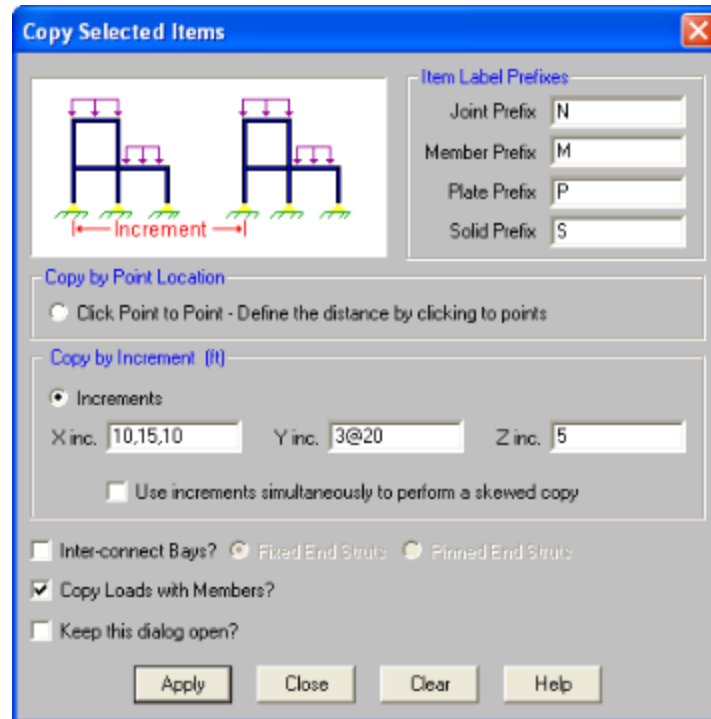 Copy Selected Items
Increment
Item Label Prefixes
Joint Prefix N
Member Prefix M
Plate Prefix P
Solid Prefix S
Copy by Point Location
Click Point to Point - Define the distance by clicking to points
Copy by Increment (ft)
Increments
X inc. 10,15,10 Y inc. 3@20 Z inc. 5
Use increments simultaneously to perform a skewed copy
Inter-connect Bays? Fixed End Struts Pinned End Struts
Copy Loads with Members?
Keep this dialog open?
Apply Close Clear Help